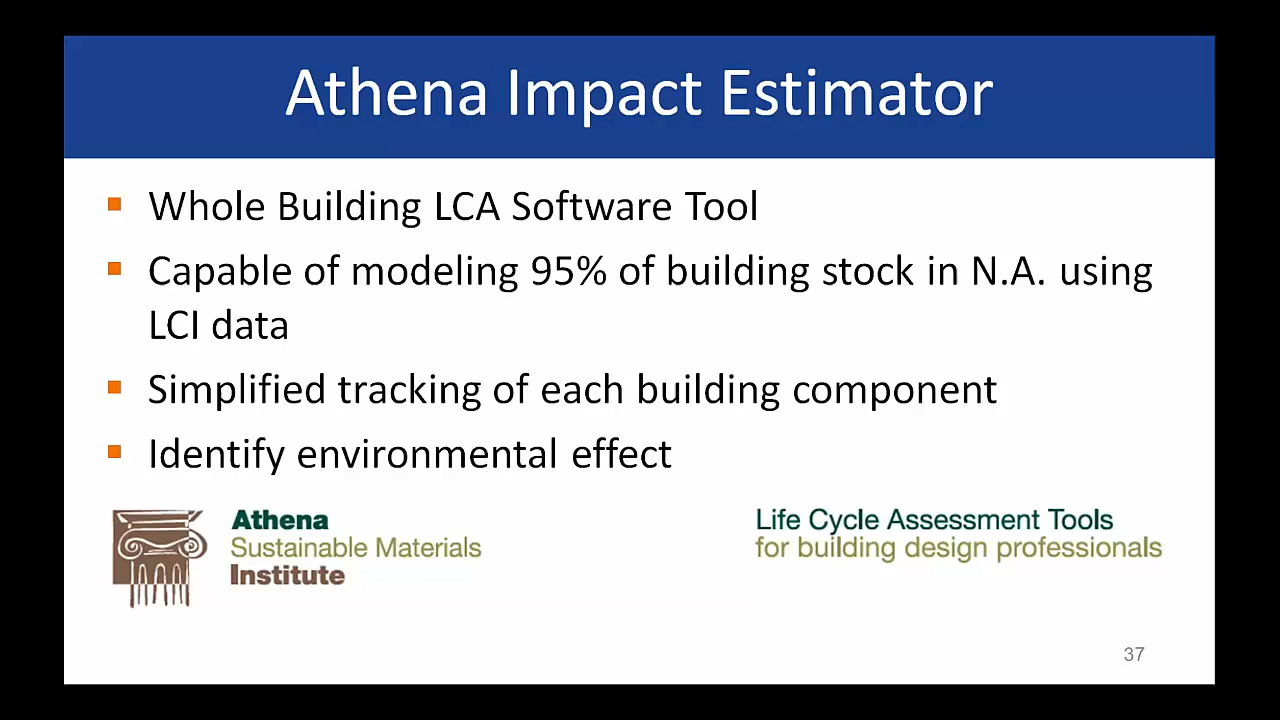 Athena Impact Estimator
Whole Building LCA Software Tool
Capable of modeling 95% of building stock in N.A. using
LCI data
Simplified tracking of each building component
Identify environmental effect
Athena
Sustainable Materials
Institute
Life Cycle Assessment Tools
for building design professionals
37